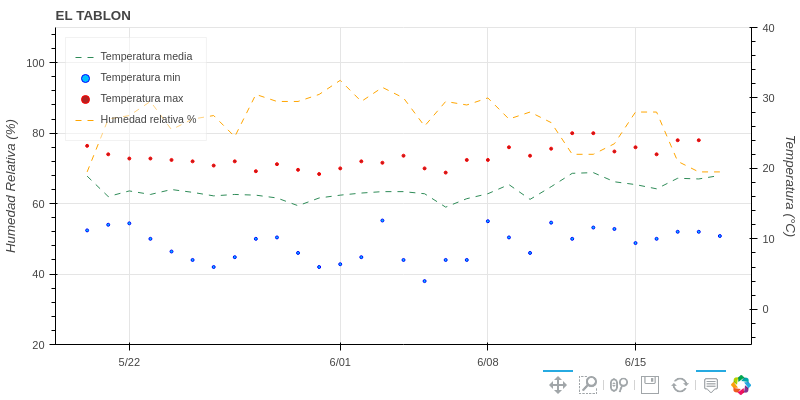 EL TABLON
Temperatura media
Temperatura min
Temperatura max
Humedad relativa %
Humedad Relativa (%)
100
80
60
40
20
40
30
20
10
0
Temperatura (°C)
5/22
6/01
6/08
6/15